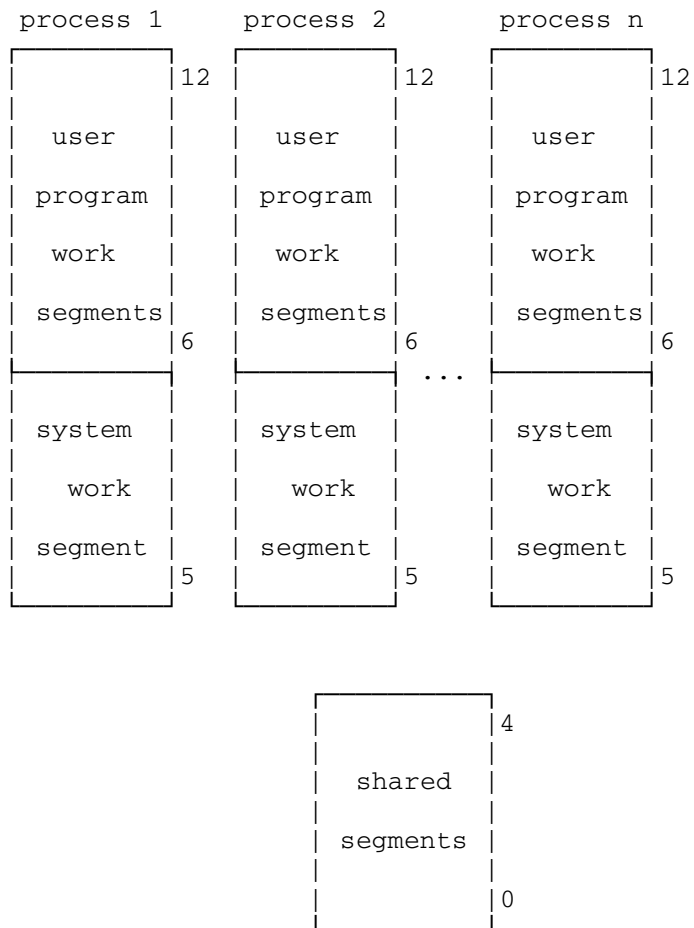 process 1 process 2 process n
12 12 12
user user user
program program program
work work work
segments segments segments
6 6 6
...
system system system
work work work
segment segment segment
5 5 5
4
shared
segments
0